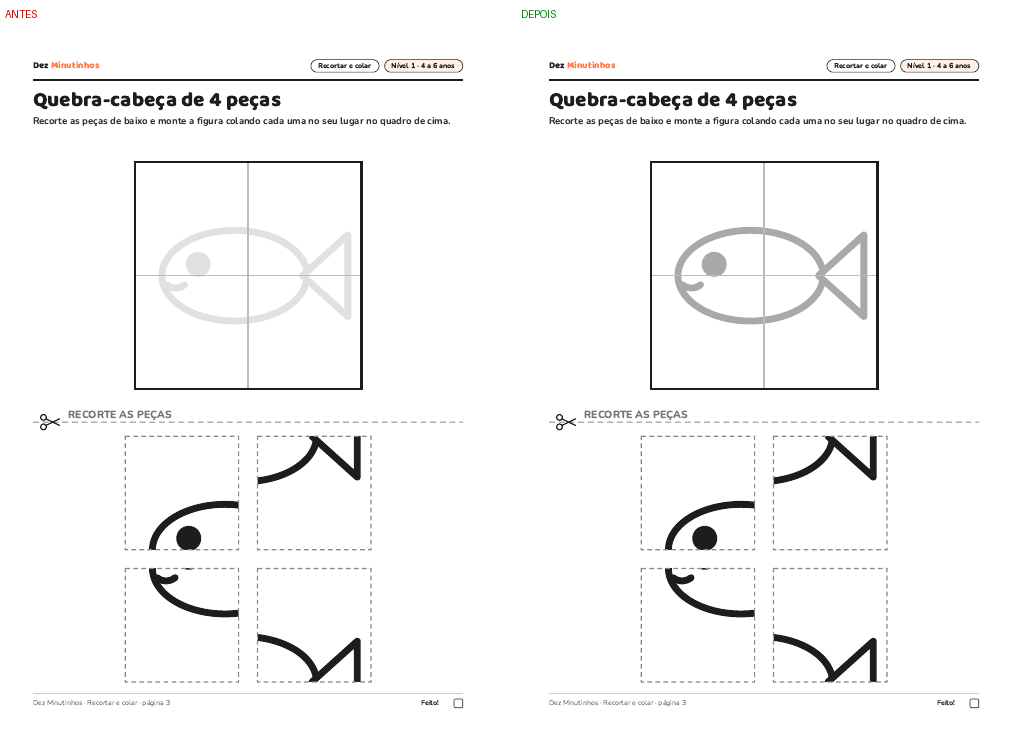 ANTES
Dez Minutinhos
Recortar e colar
Nível 1 · 4 a 6 anos
Quebra-cabeça de 4 peças
Recorte as peças de baixo e monte a figura colando cada uma no seu lugar no quadro de cima.
RECORTE AS PEÇAS
Dez Minutinhos · Recortar e colar · página 3
Feito!
DEPOIS
Dez Minutinhos
Recortar e colar
Nível 1 · 4 a 6 anos
Quebra-cabeça de 4 peças
Recorte as peças de baixo e monte a figura colando cada uma no seu lugar no quadro de cima.
RECORTE AS PEÇAS
Dez Minutinhos · Recortar e colar · página 3
Feito!